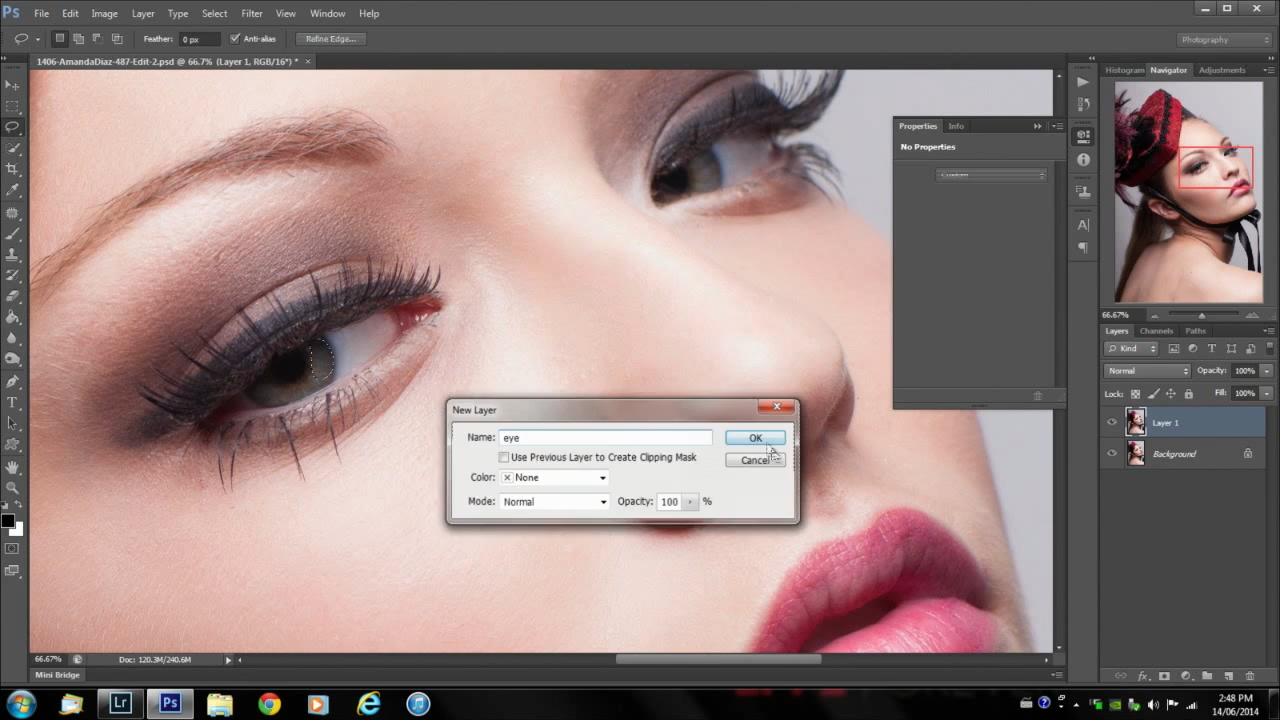 Ps File Edit Image Layer Type Select Filter View Window Help
Feather: 0 px Anti-alias Refine Edge... Photography
1406-AmandaDiaz-487-Edit-2.psd @ 66.7% (Layer 1, RGB/16*) * ×
Histogram Navigator Adjustments
Properties Info
No Properties
Custom
66.67%
Layers Channels Paths
Kind
Normal Opacity: 100%
Lock: Fill: 100%
Layer 1
Background
New Layer
Name: eye OK
Use Previous Layer to Create Clipping Mask Cancel
Color: None
Mode: Normal Opacity: 100 %
66.67% Doc: 120.3M/240.6M
Mini Bridge
Lr Ps
2:48 PM
14/06/2014